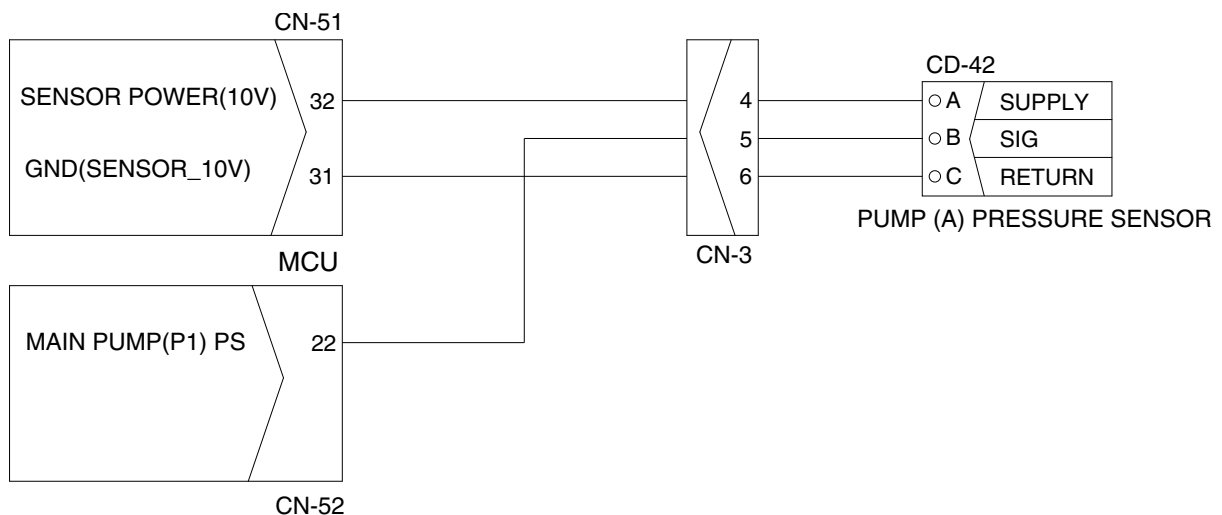 CN-51
SENSOR POWER(10V) 32
GND(SENSOR_10V) 31
MCU
MAIN PUMP(P1) PS 22
CN-52
4
5
6
CN-3
CD-42
A SUPPLY
B SIG
C RETURN
PUMP (A) PRESSURE SENSOR